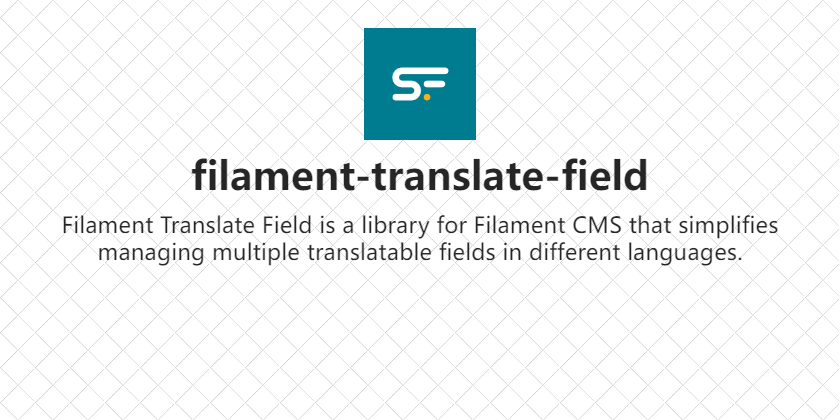 SF
filament-translate-field
Filament Translate Field is a library for Filament CMS that simplifies
managing multiple translatable fields in different languages.